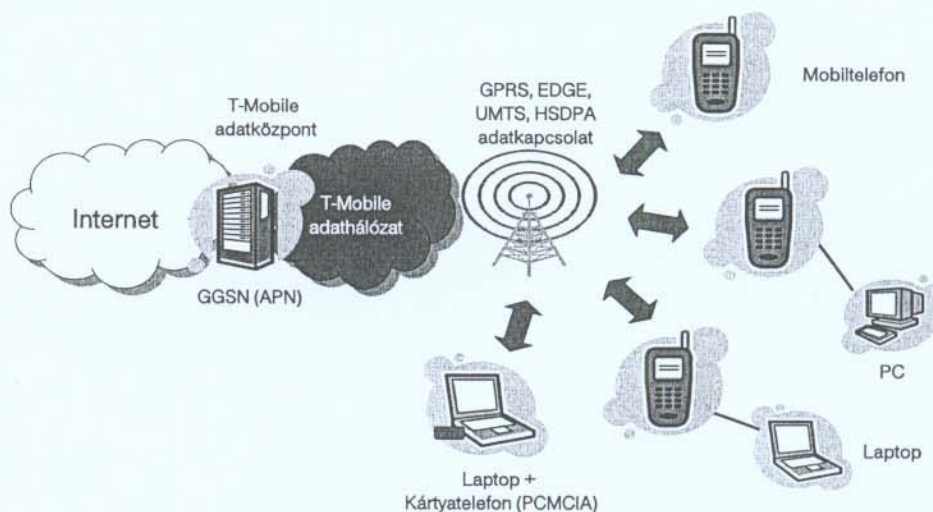 T-Mobile
adatközpont
GPRS, EDGE,
UMTS, HSDPA
adatkapcsolat
Mobiltelefon
Internet
T-Mobile
adathálózat
GGSN (APN)
PC
Laptop
Laptop +
Kártyatelefon (PCMCIA)